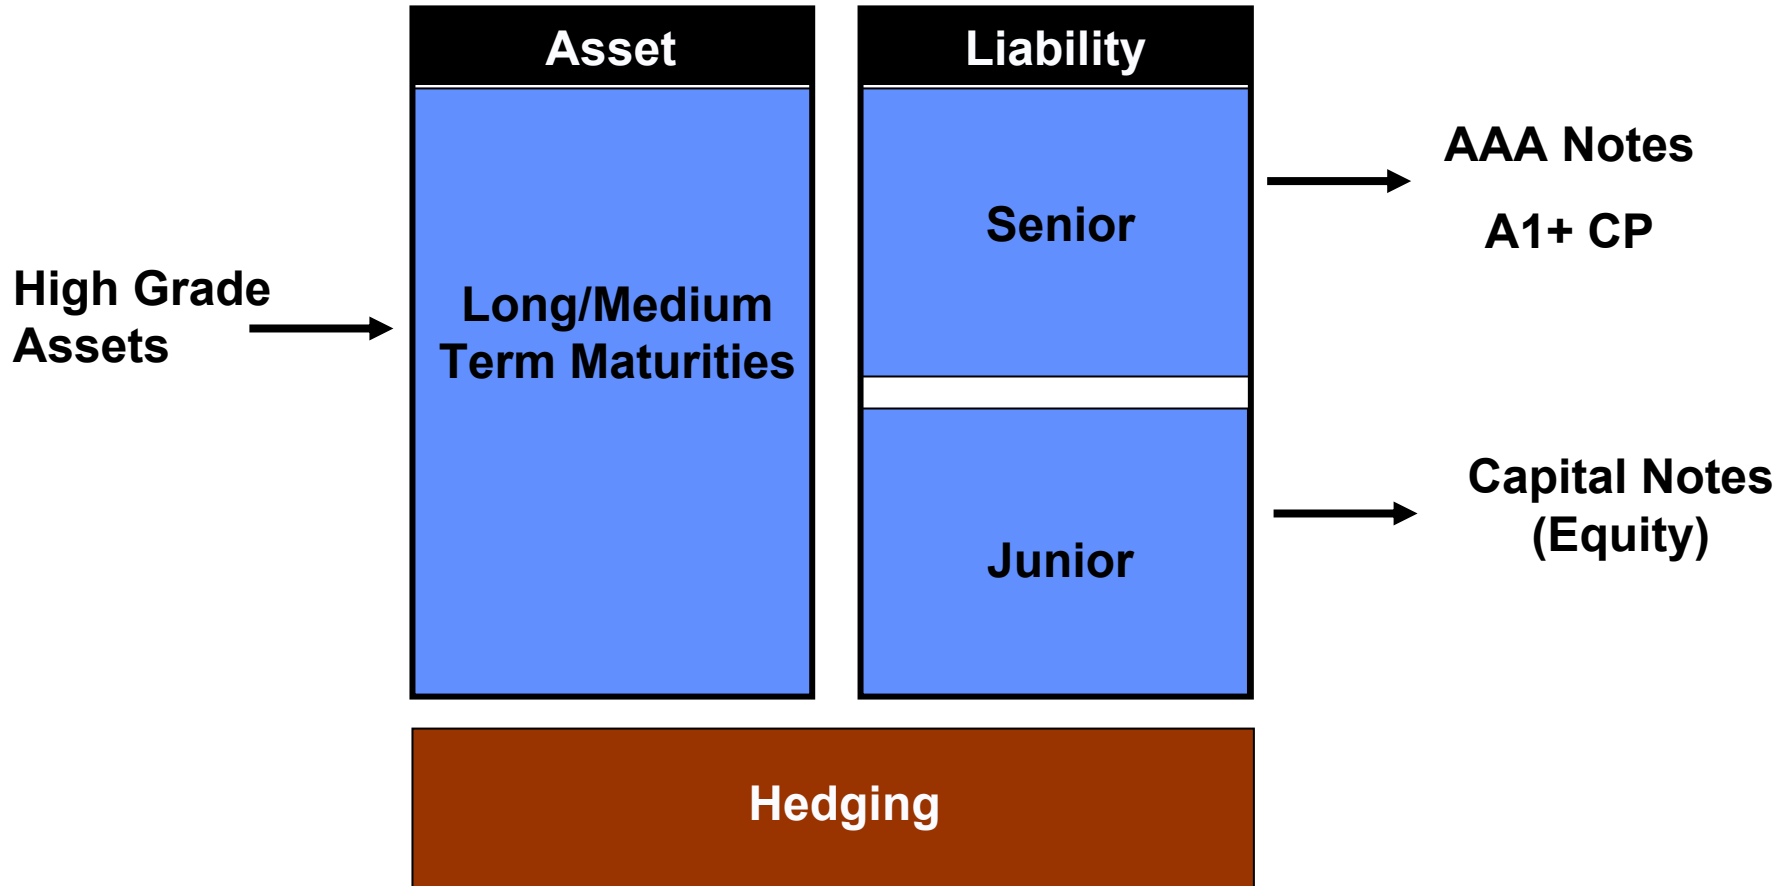 Asset
Liability
High Grade
Assets
Long/Medium
Term Maturities
Senior
AAA Notes
A1+ CP
Junior
Capital Notes
(Equity)
Hedging